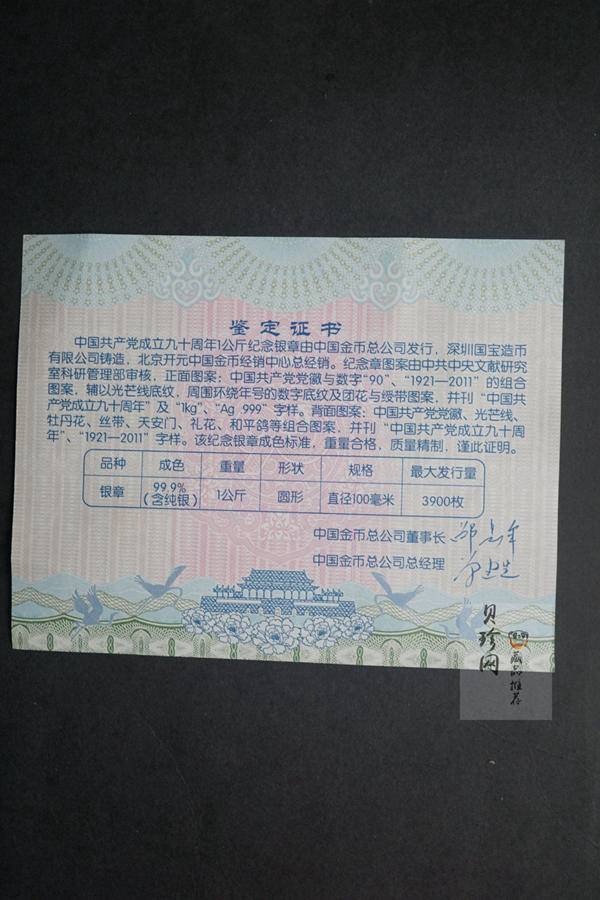 鉴定证书
中国共产党成立九十周年1公斤纪念银章由中国金币总公司发行，深圳国宝造币
有限公司铸造，北京开元中国金币经销中心总经销。纪念章图案由中共中央文献研究
室科研管理部审核，正面图案：中国共产党党徽与数字“90”、“1921—2011”的组合
图案，辅以光芒线底纹，周围环绕年号的数字底纹及团花与绶带图案，并刊“中国共
产党成立九十周年”及“1kg”、“Ag .999”字样。背面图案：中国共产党党徽、光芒线、
牡丹花、丝带、天安门、礼花、和平鸽等组合图案，并刊“中国共产党成立九十周
年”、“1921—2011”字样。该纪念银章成色标准，重量合格，质量精制，谨此证明。
品种 成色 重量 形状 规格 最大发行量
银章 99.9%（含纯银） 1公斤 圆形 直径100毫米 3900枚
中国金币总公司董事长
中国金币总公司总经理
贝珍网
藏品推荐